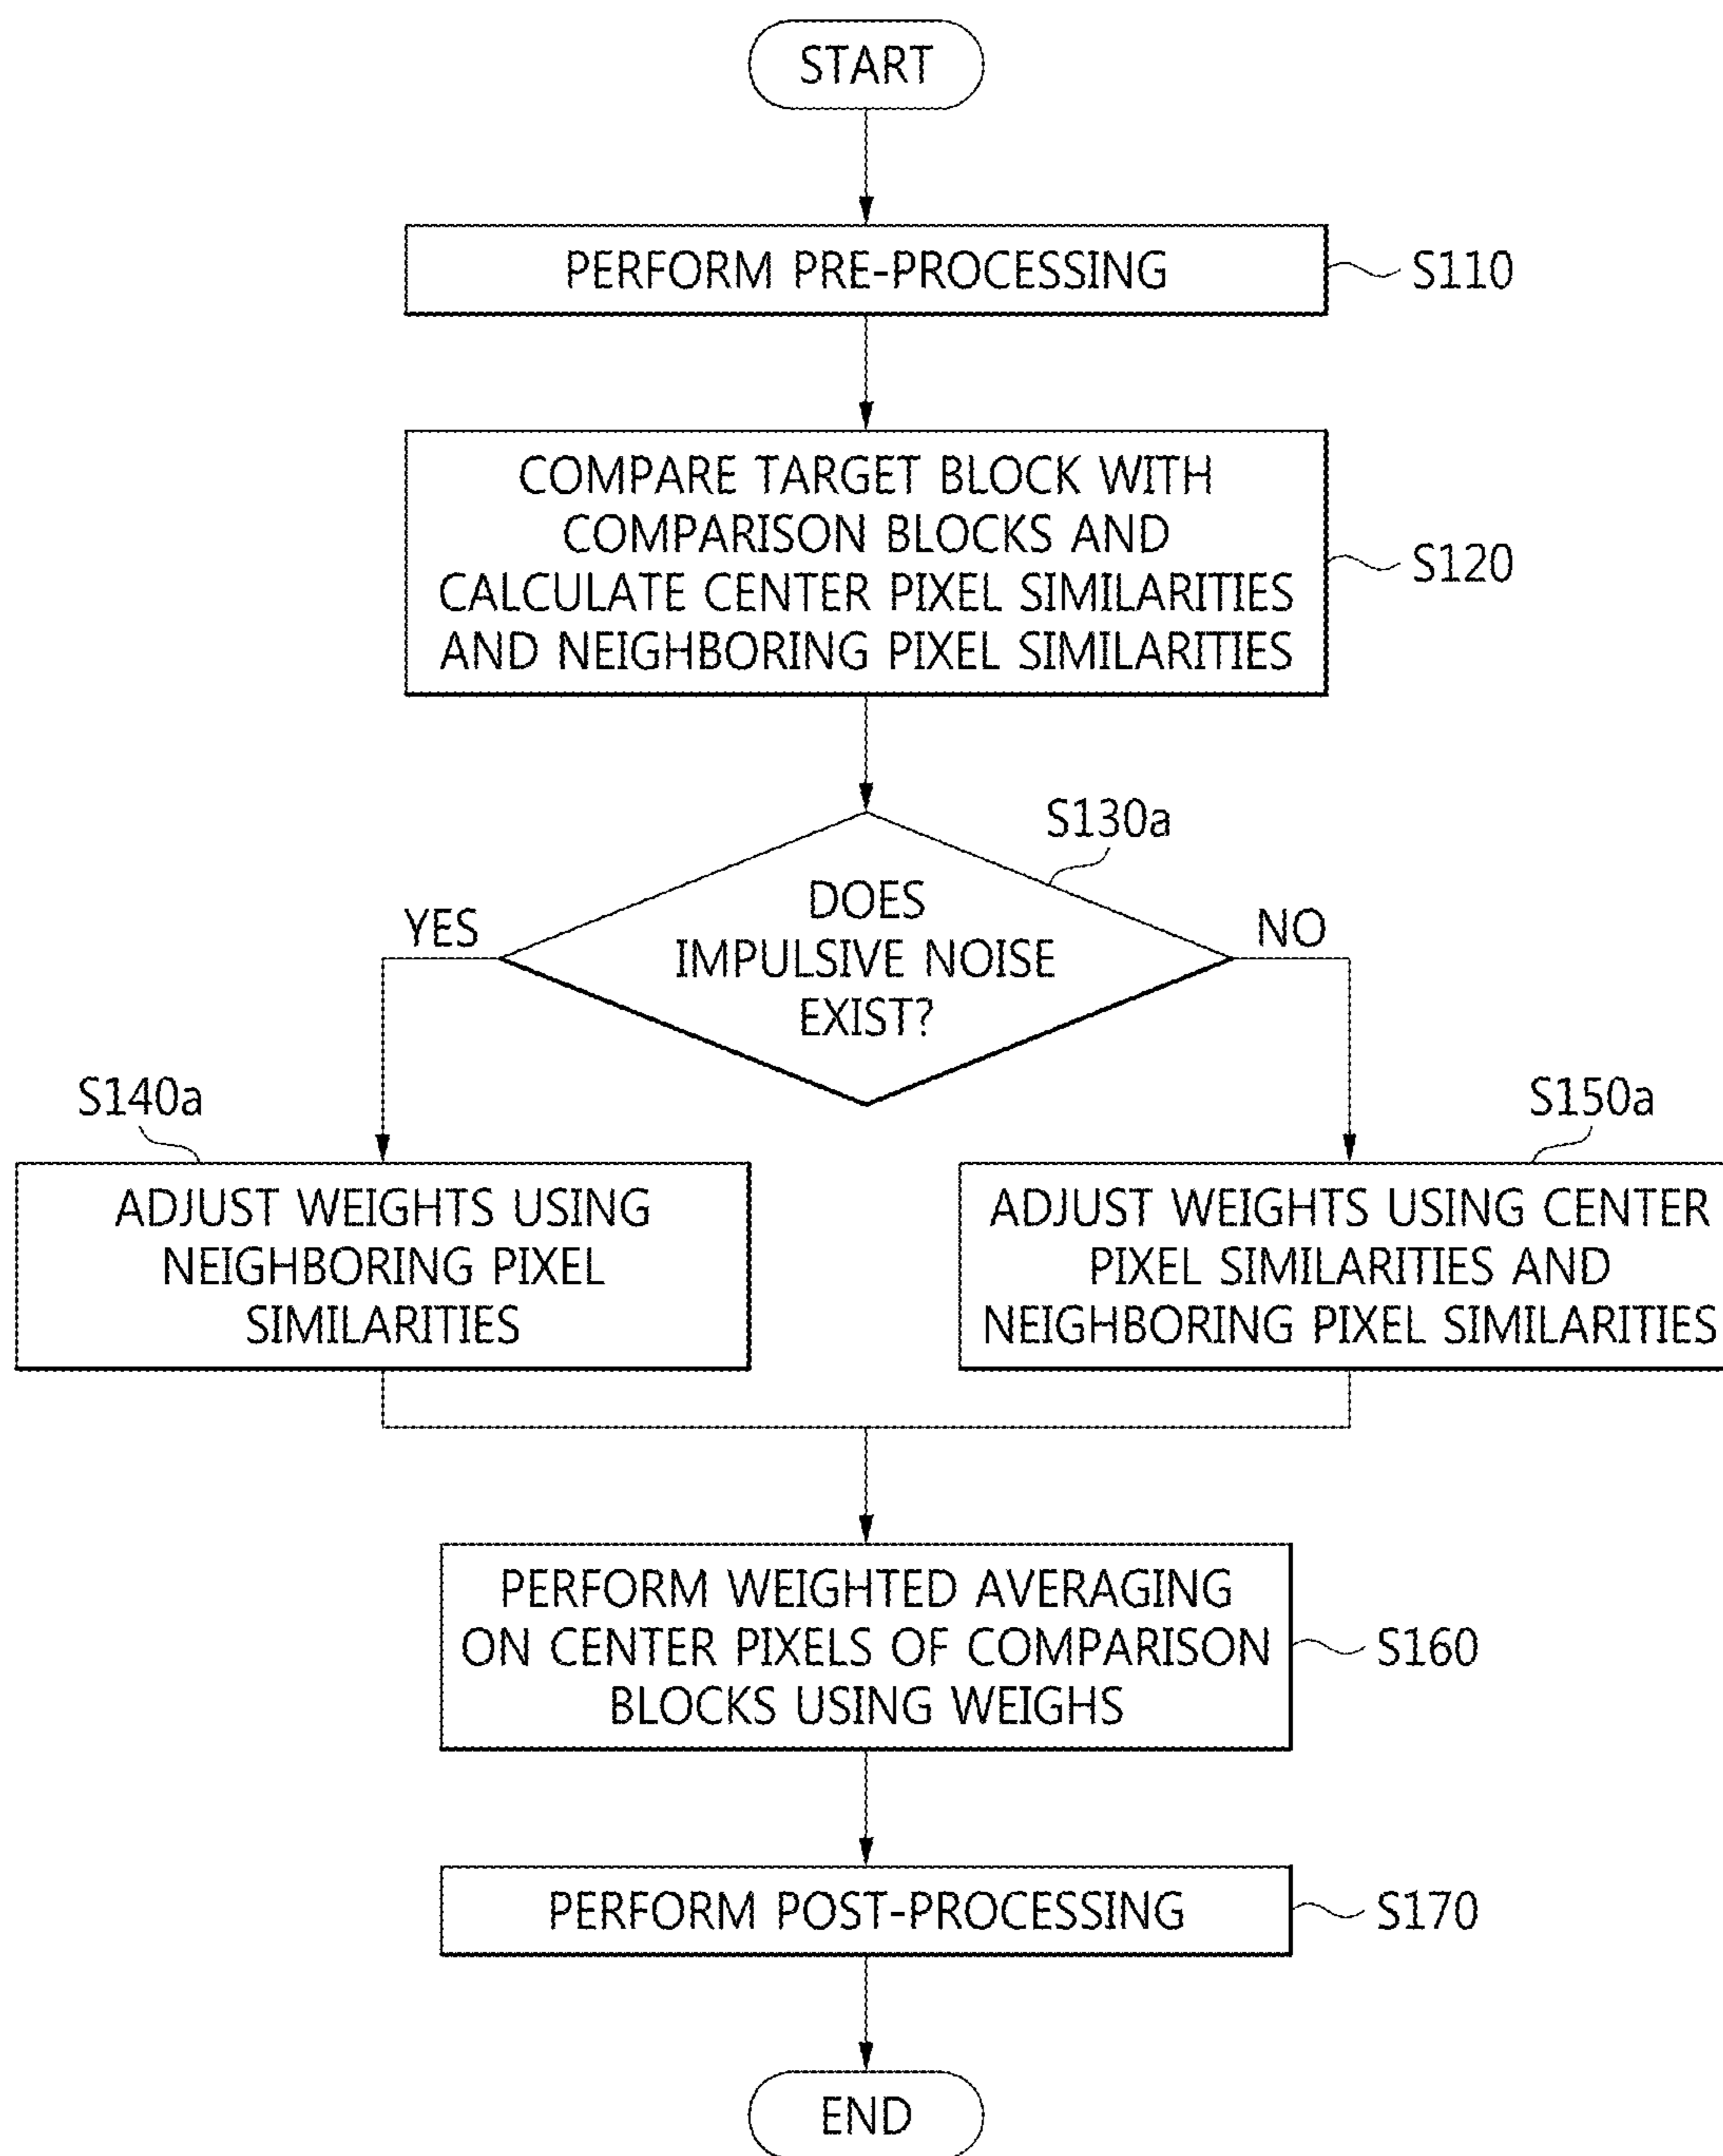 START
PERFORM PRE-PROCESSING
S110
COMPARE TARGET BLOCK WITH
COMPARISON BLOCKS AND
CALCULATE CENTER PIXEL SIMILARITIES
AND NEIGHBORING PIXEL SIMILARITIES
S120
S130a
DOES
IMPULSIVE NOISE
EXIST?
YES
NO
S140a
ADJUST WEIGHTS USING
NEIGHBORING PIXEL
SIMILARITIES
S150a
ADJUST WEIGHTS USING CENTER
PIXEL SIMILARITIES AND
NEIGHBORING PIXEL SIMILARITIES
PERFORM WEIGHTED AVERAGING
ON CENTER PIXELS OF COMPARISON
BLOCKS USING WEIGHS
S160
PERFORM POST-PROCESSING
S170
END